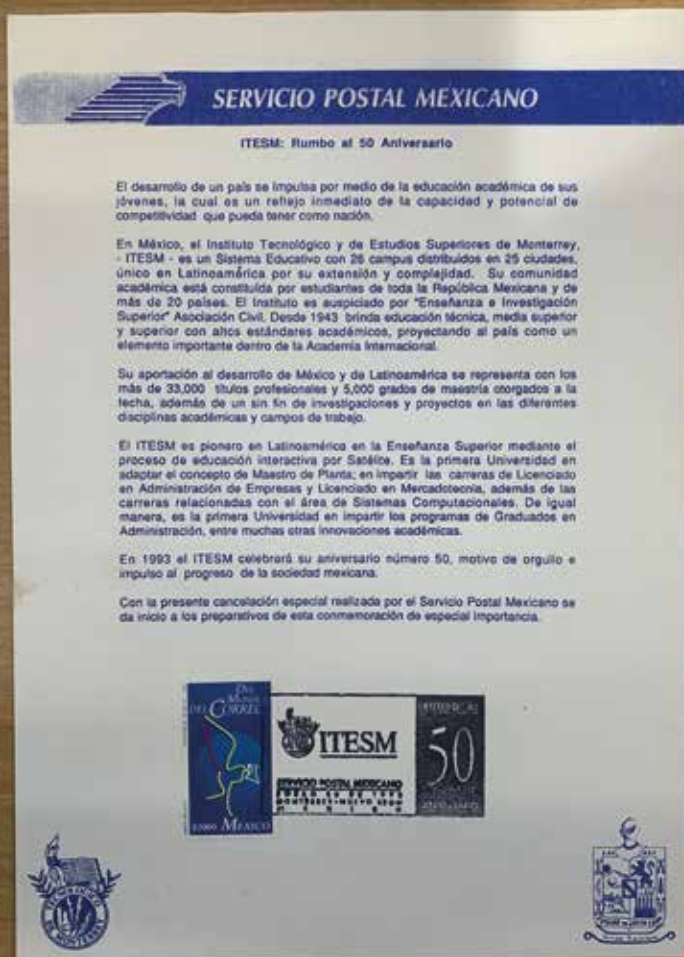 SERVICIO POSTAL MEXICANO
ITESM: Rumbo al 50 Aniversario
El desarrollo de un país se impulsa por medio de la educación académica de sus
jóvenes, la cual es un reflejo inmediato de la capacidad y potencial de
competitividad que pueda tener como nación.
En México, el Instituto Tecnológico y de Estudios Superiores de Monterrey,
- ITESM - es un Sistema Educativo con 26 campus distribuidos en 25 ciudades,
único en Latinoamérica por su extensión y complejidad. Su comunidad
académica está constituída por estudiantes de toda la República Mexicana y de
más de 20 países. El Instituto es auspiciado por "Enseñanza e Investigación
Superior" Asociación Civil. Desde 1943 brinda educación técnica, media superior
y superior con altos estándares académicos, proyectando al país como un
elemento importante dentro de la Academia Internacional.
Su aportación al desarrollo de México y de Latinoamérica se representa con los
más de 33,000 títulos profesionales y 5,000 grados de maestría otorgados a la
fecha, además de un sin fin de investigaciones y proyectos en las diferentes
disciplinas académicas y campos de trabajo.
El ITESM es pionero en Latinoamérica en la Enseñanza Superior mediante el
proceso de educación interactiva por Satélite. Es la primera Universidad en
adaptar el concepto de Maestro de Planta; en impartir las carreras de Licenciado
en Administración de Empresas y Licenciado en Mercadotecnia, además de las
carreras relacionadas con el área de Sistemas Computacionales. De igual
manera, es la primera Universidad en impartir los programas de Graduados en
Administración, entre muchas otras innovaciones académicas.
En 1993 el ITESM celebrará su aniversario número 50, motivo de orgullo e
impulso al progreso de la sociedad mexicana.
Con la presente cancelación especial realizada por el Servicio Postal Mexicano se
da inicio a los preparativos de esta conmemoración de especial importancia.
DEL CORREO
MEXICO
ITESM
SERVICIO POSTAL MEXICANO
MONTERREY-NUEVO LEON
MEXICO
50
TECNOLOGICO
DE MONTERREY